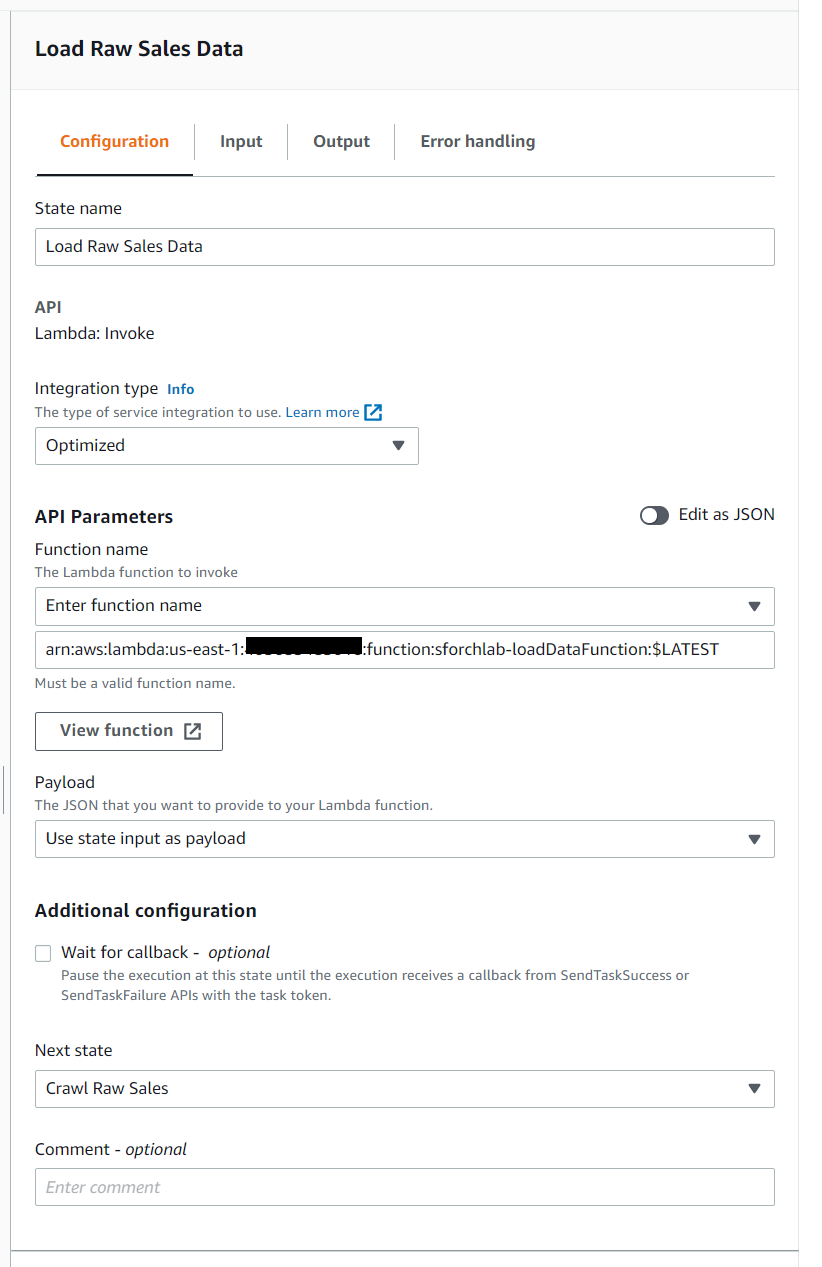 Load Raw Sales Data
Configuration
Input
Output
Error handling
State name
Load Raw Sales Data
API
Lambda: Invoke
Integration type Info
The type of service integration to use. Learn more
Optimized
API Parameters
Edit as JSON
Function name
The Lambda function to invoke
Enter function name
arn:aws:lambda:us-east-1: :function:sforchlab-loadDataFunction:$LATEST
Must be a valid function name.
View function
Payload
The JSON that you want to provide to your Lambda function.
Use state input as payload
Additional configuration
Wait for callback - optional
Pause the execution at this state until the execution receives a callback from SendTaskSuccess or
SendTaskFailure APIs with the task token.
Next state
Crawl Raw Sales
Comment - optional
Enter comment